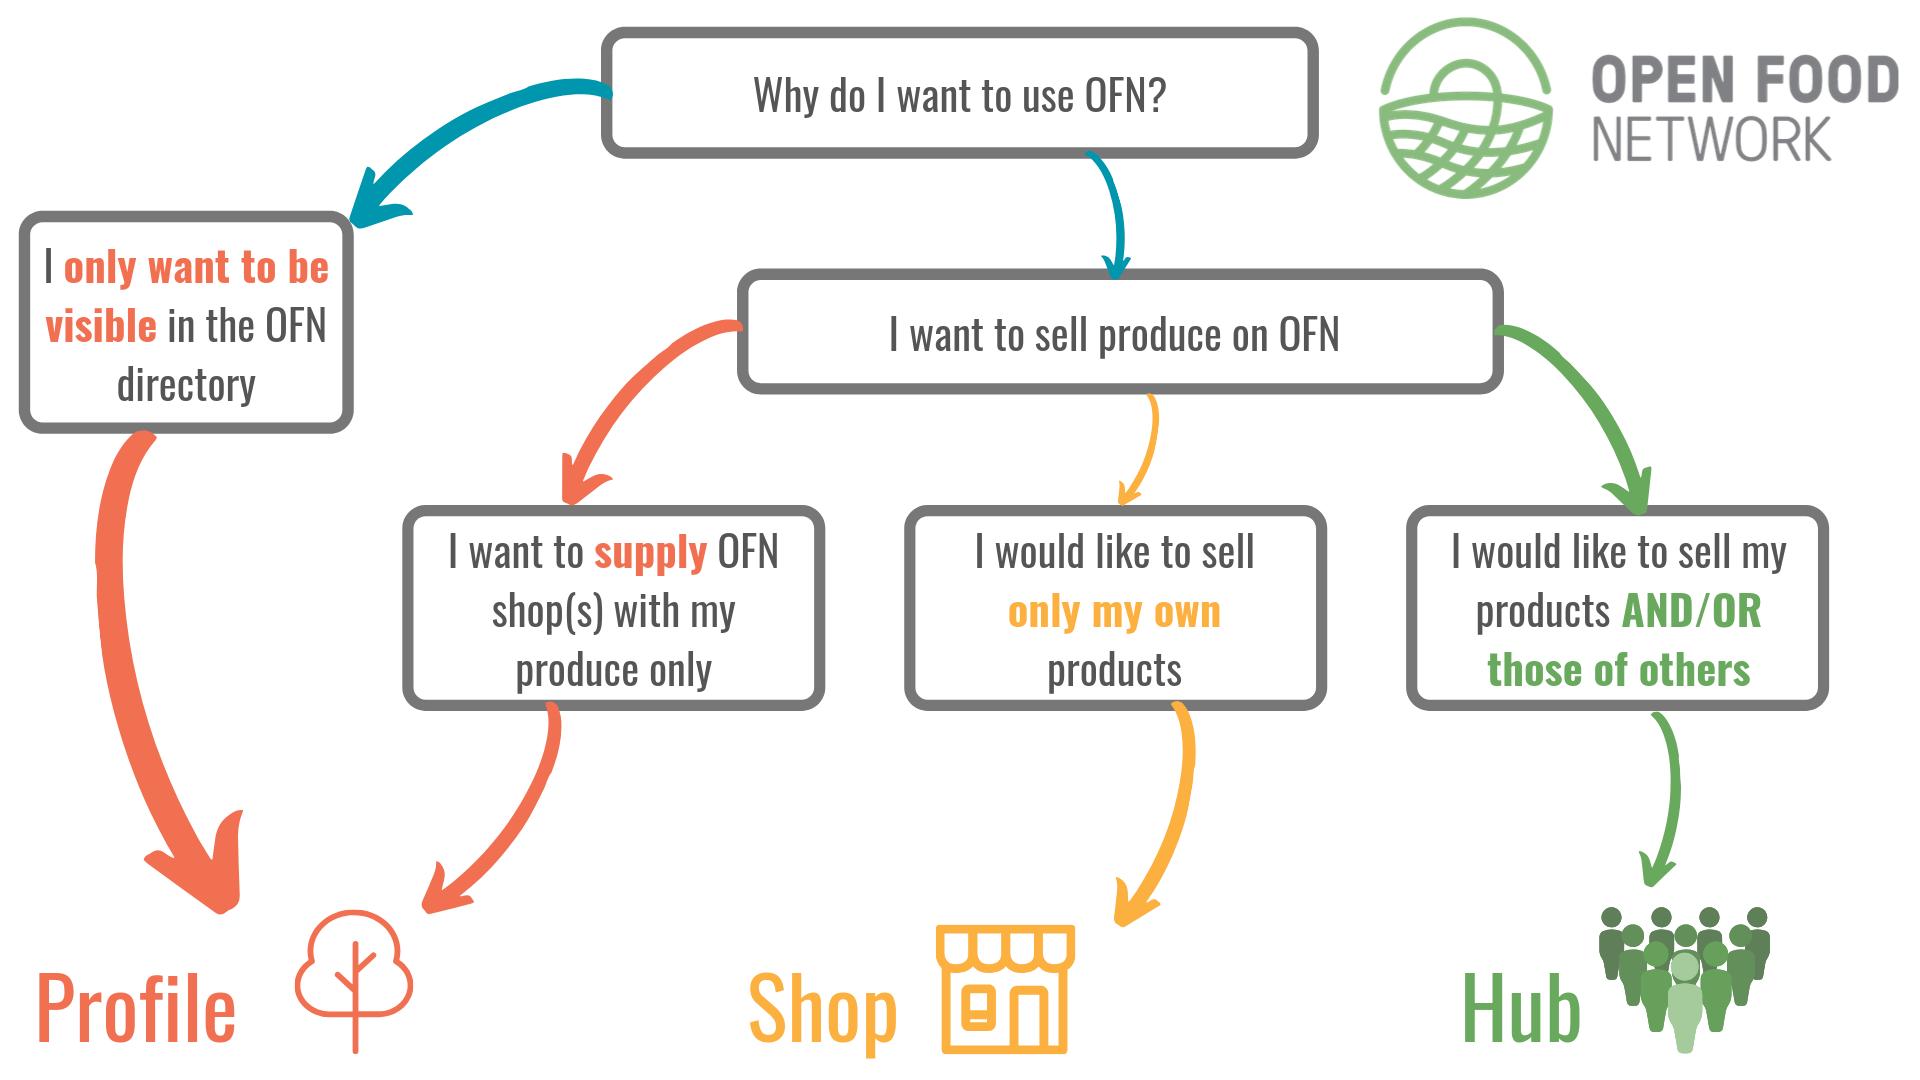 Why do I want to use OFN?
OPEN FOOD
NETWORK
I only want to be
visible in the OFN
directory
I want to sell produce on OFN
I want to supply OFN
shop(s) with my
produce only
I would like to sell
only my own
products
I would like to sell my
products AND/OR
those of others
Profile
Shop
Hub